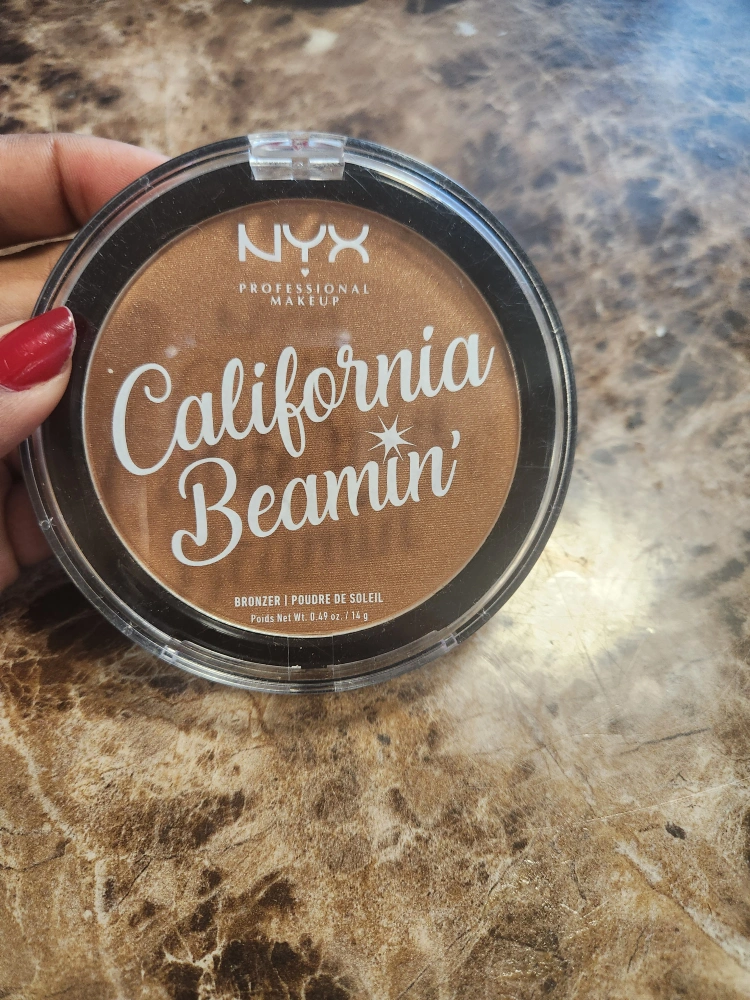 NYX
PROFESSIONAL
MAKEUP
California
Beamin'
BRONZER | POUDRE DE SOLEIL
Poids Net Wt. 0.49 oz. / 14 g